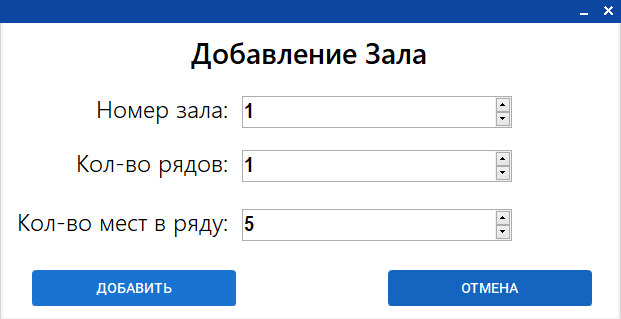 Добавление Зала
Номер зала: 1
Кол-во рядов: 1
Кол-во мест в ряду: 5
ДОБАВИТЬ ОТМЕНА